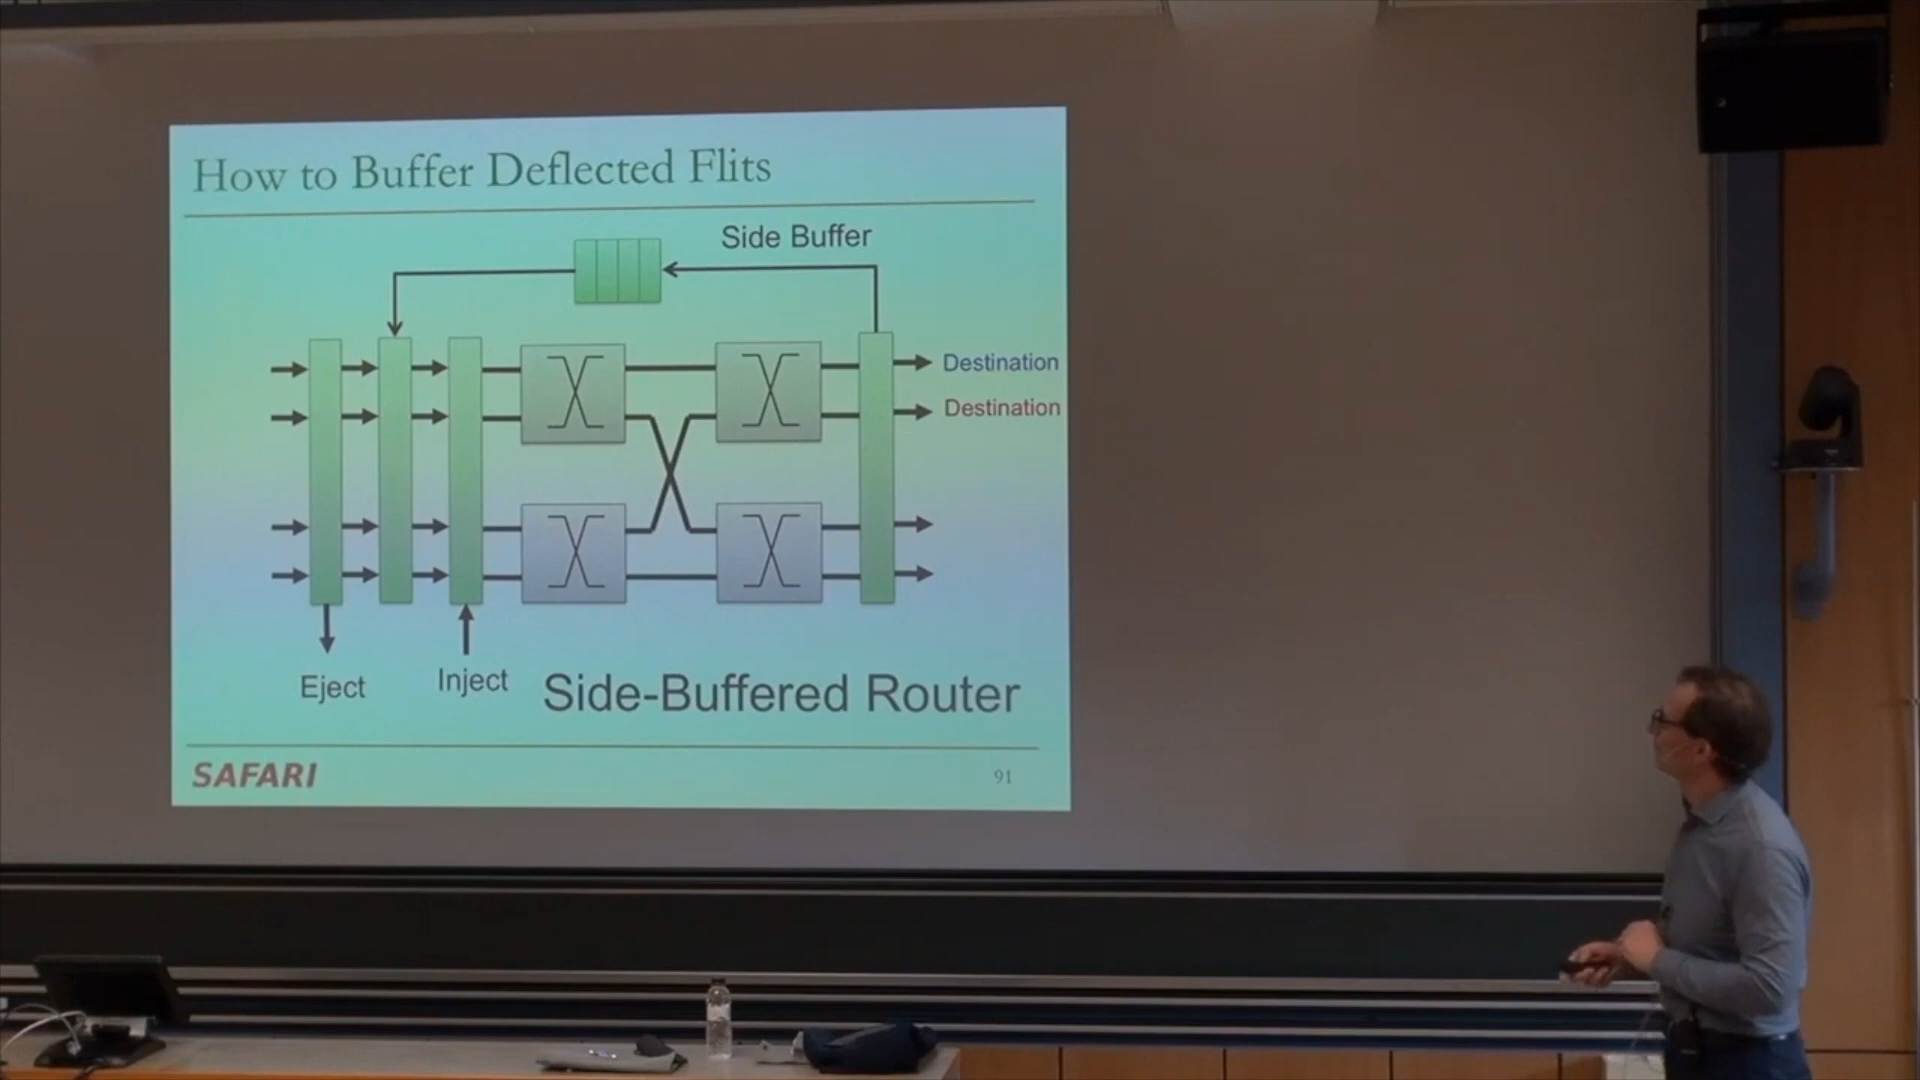 How to Buffer Deflected Flits
Side Buffer
Destination
Destination
Eject
Inject
Side-Buffered Router
SAFARI
91